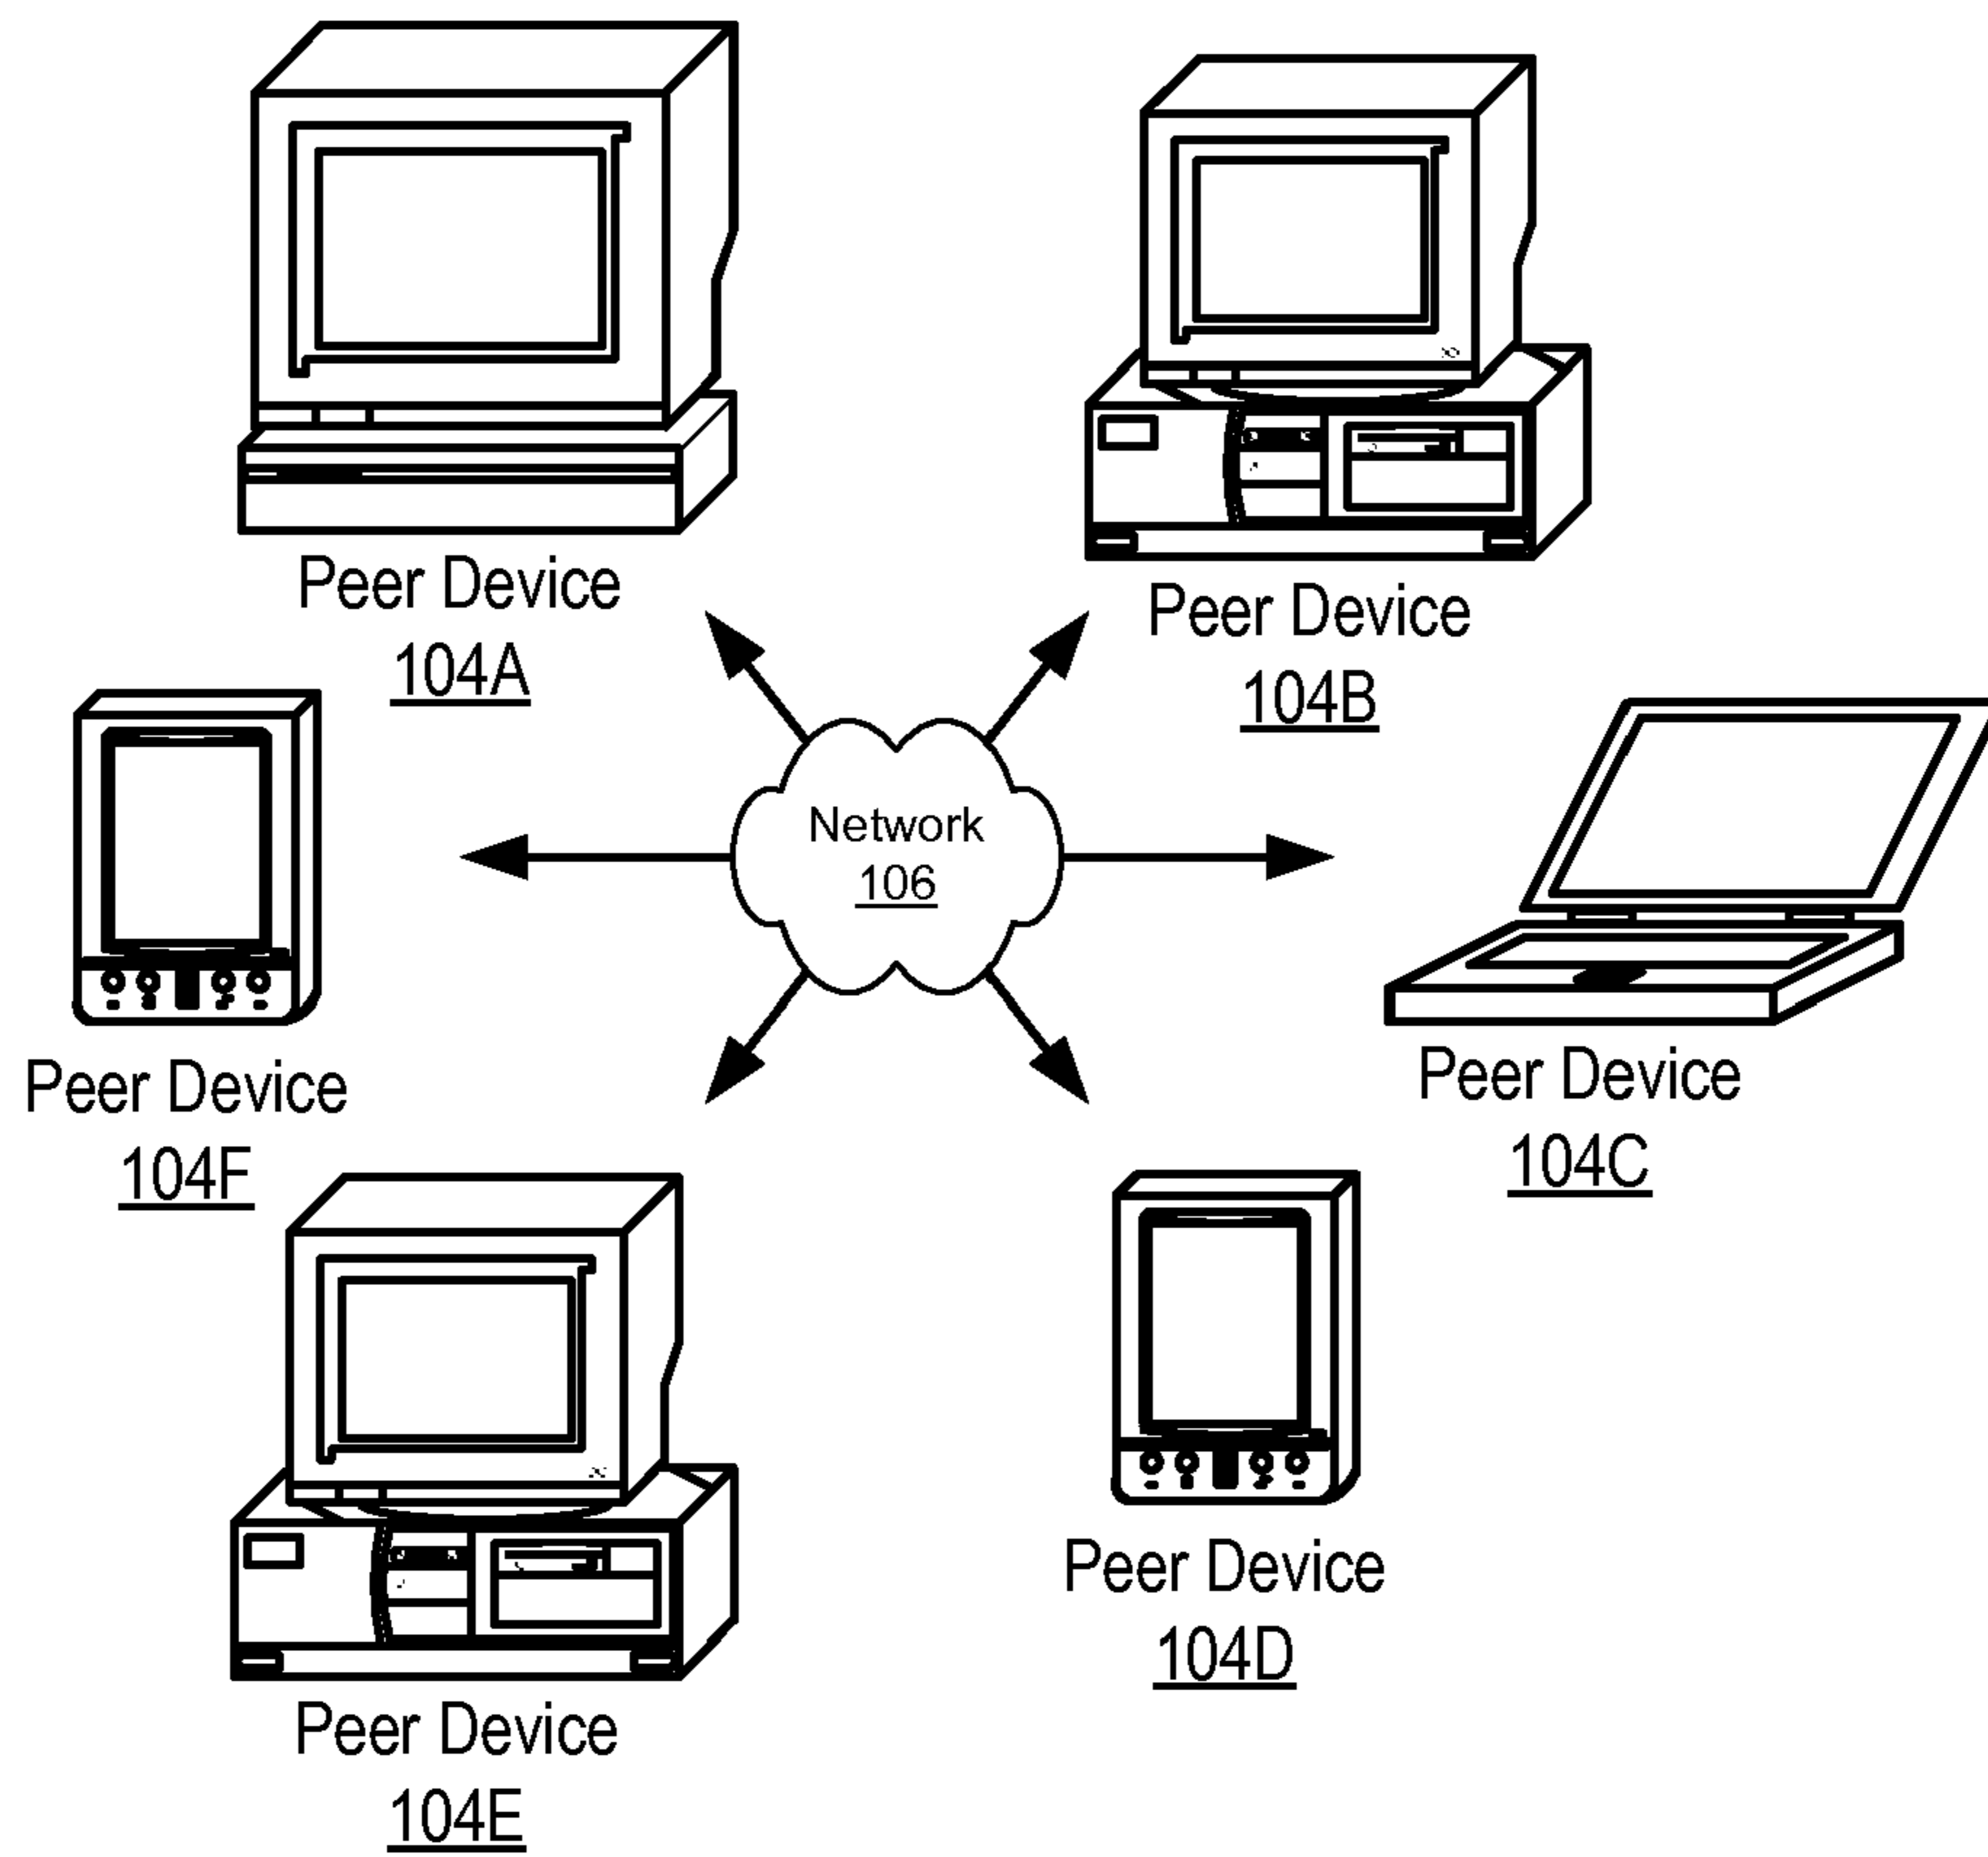 Peer Device
104A
Peer Device
104B
Network
106
Peer Device
104F
Peer Device
104C
Peer Device
104D
Peer Device
104E